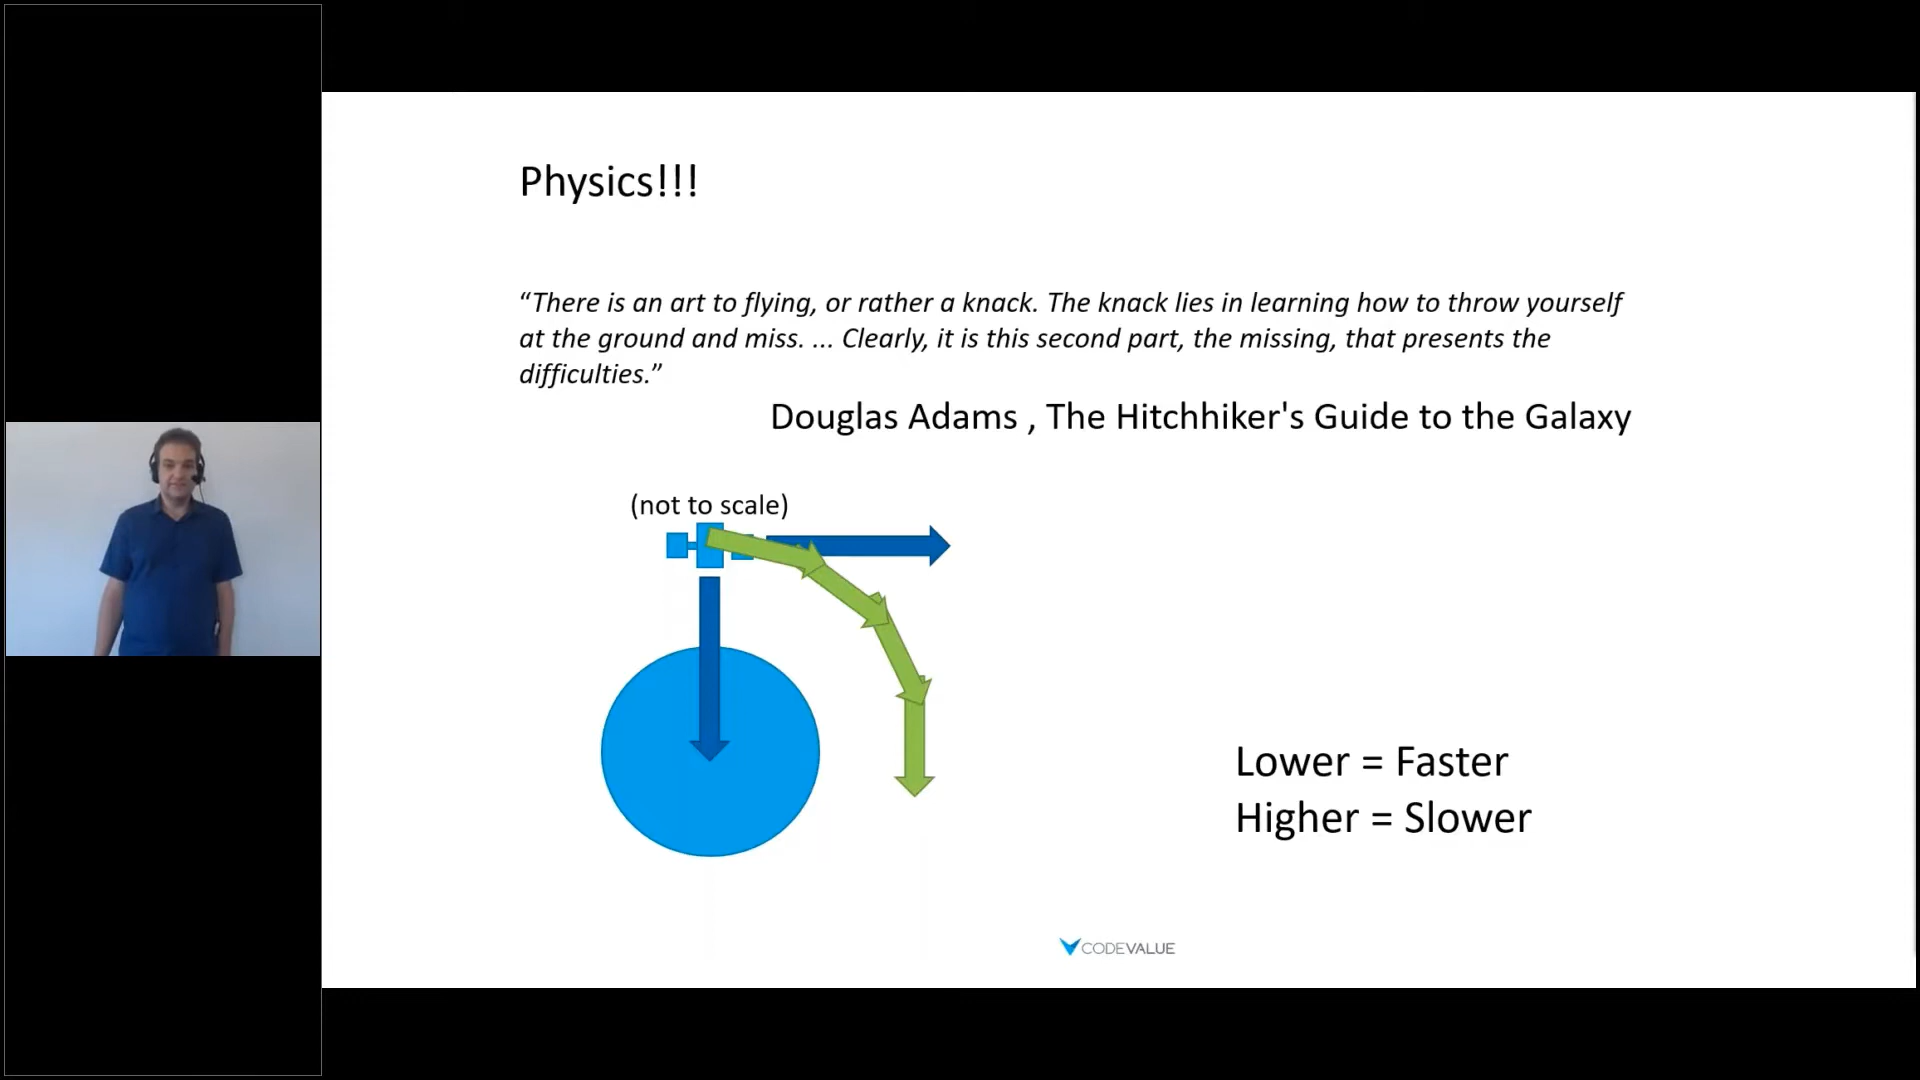 Physics!!!
“There is an art to flying, or rather a knack. The knack lies in learning how to throw yourself
at the ground and miss. ... Clearly, it is this second part, the missing, that presents the
difficulties.”
Douglas Adams , The Hitchhiker's Guide to the Galaxy
(not to scale)
Lower = Faster
Higher = Slower
CODEVALUE